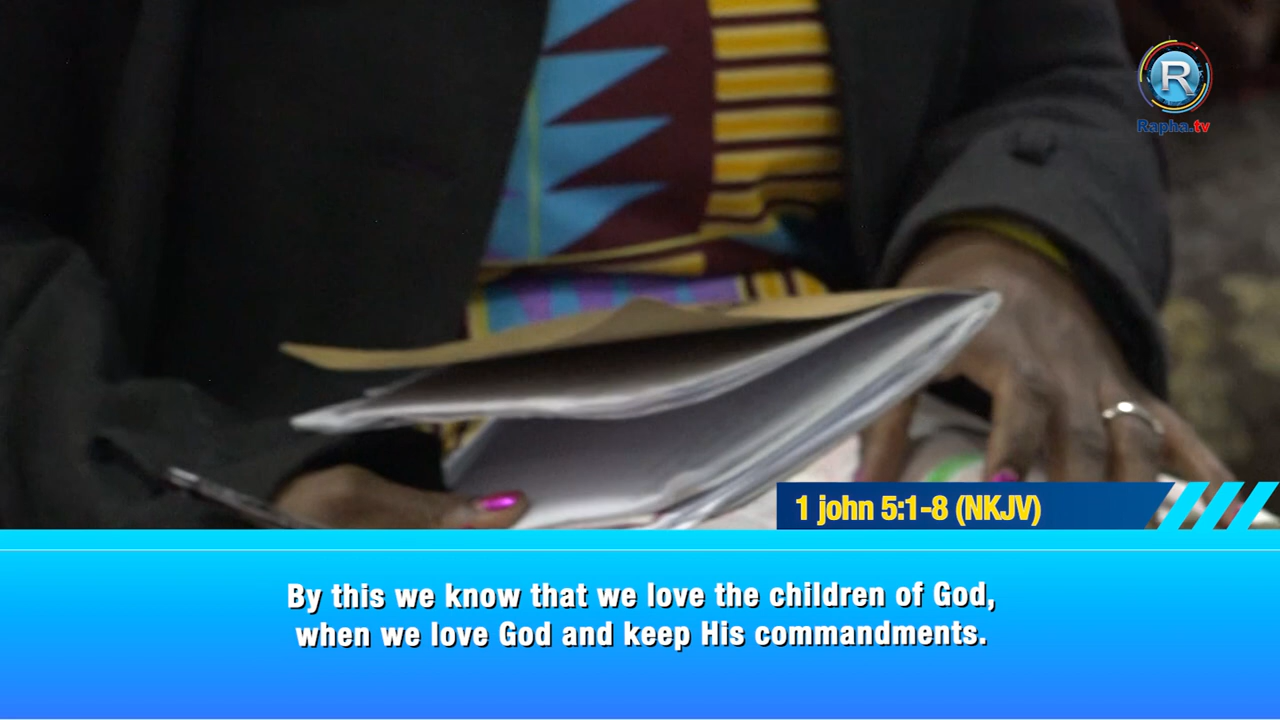 R
Rapha.tv
1 john 5:1-8 (NKJV)
By this we know that we love the children of God,
when we love God and keep His commandments.